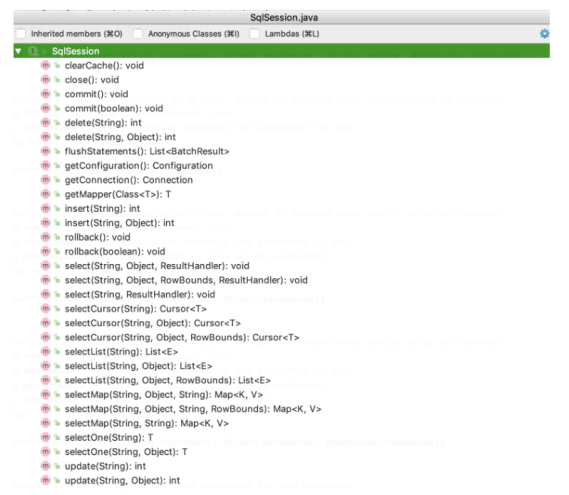 SqlSession.java
Inherited members (⌘O) Anonymous Classes (⌘I) Lambdas (⌘L)
SqlSession
clearCache(): void
close(): void
commit(): void
commit(boolean): void
delete(String): int
delete(String, Object): int
flushStatements(): List<BatchResult>
getConfiguration(): Configuration
getConnection(): Connection
getMapper(Class<T>): T
insert(String): int
insert(String, Object): int
rollback(): void
rollback(boolean): void
select(String, Object, ResultHandler): void
select(String, Object, RowBounds, ResultHandler): void
select(String, ResultHandler): void
selectCursor(String): Cursor<T>
selectCursor(String, Object): Cursor<T>
selectCursor(String, Object, RowBounds): Cursor<T>
selectList(String): List<E>
selectList(String, Object): List<E>
selectList(String, Object, RowBounds): List<E>
selectMap(String, Object, String): Map<K, V>
selectMap(String, Object, String, RowBounds): Map<K, V>
selectMap(String, String): Map<K, V>
selectOne(String): T
selectOne(String, Object): T
update(String): int
update(String, Object): int